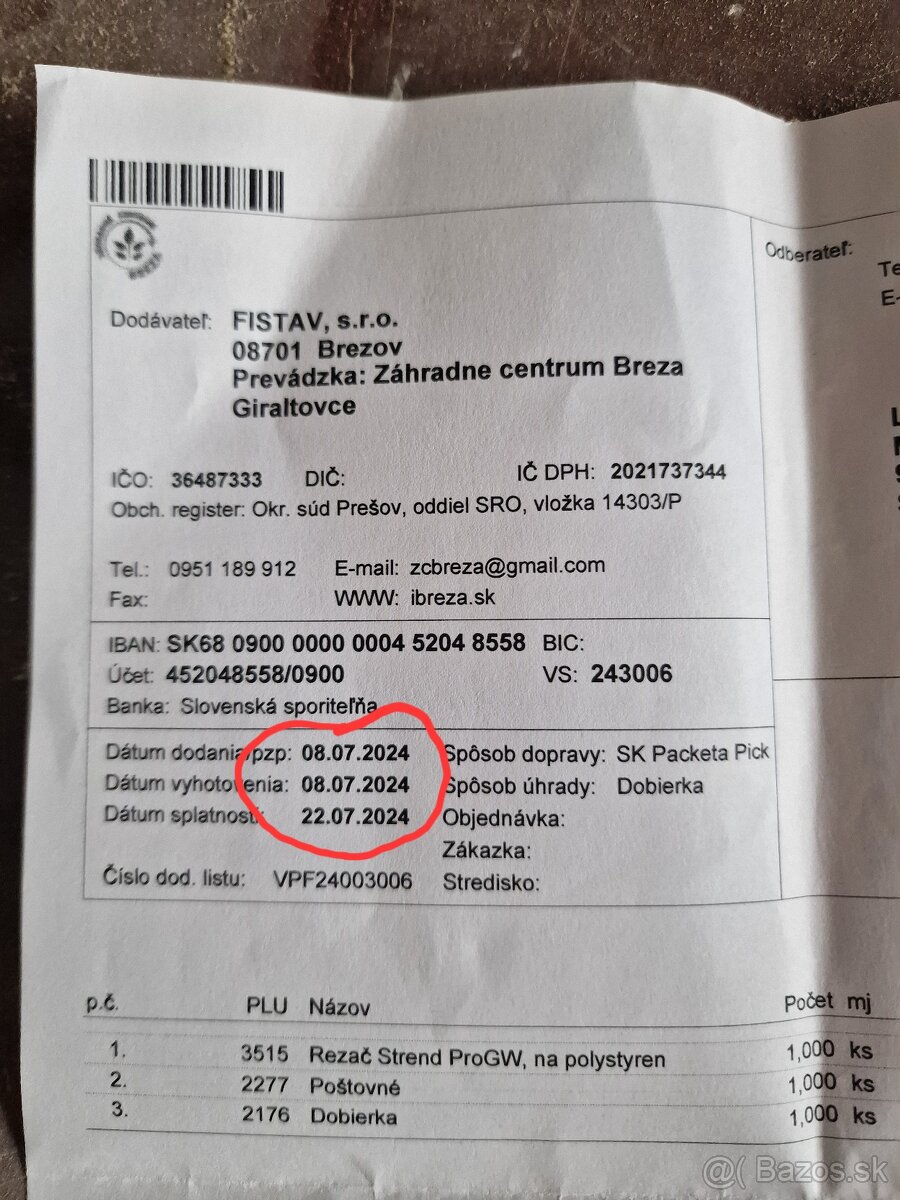 Dodávateľ: FISTAV, s.r.o.
08701 Brezov
Prevádzka: Záhradne centrum Breza
Giraltovce
IČO: 36487333 DIČ: IČ DPH: 2021737344
Obch. register: Okr. súd Prešov, oddiel SRO, vložka 14303/P
Tel.: 0951 189 912 E-mail: zcbreza@gmail.com
Fax: WWW: ibreza.sk
IBAN: SK68 0900 0000 0004 5204 8558 BIC:
Účet: 452048558/0900 VS: 243006
Banka: Slovenská sporiteľňa
Dátum dodania/pzp: 08.07.2024 Spôsob dopravy: SK Packeta Pick
Dátum vyhotovenia: 08.07.2024 Spôsob úhrady: Dobierka
Dátum splatnosti: 22.07.2024 Objednávka:
Zákazka:
Číslo dod. listu: VPF24003006 Stredisko:
Odberateľ:
Te
E-
p.č. PLU Názov Počet mj
1. 3515 Rezač Strend ProGW, na polystyren 1,000 ks
2. 2277 Poštovné 1,000 ks
3. 2176 Dobierka 1,000 ks
@( Bazos.sk